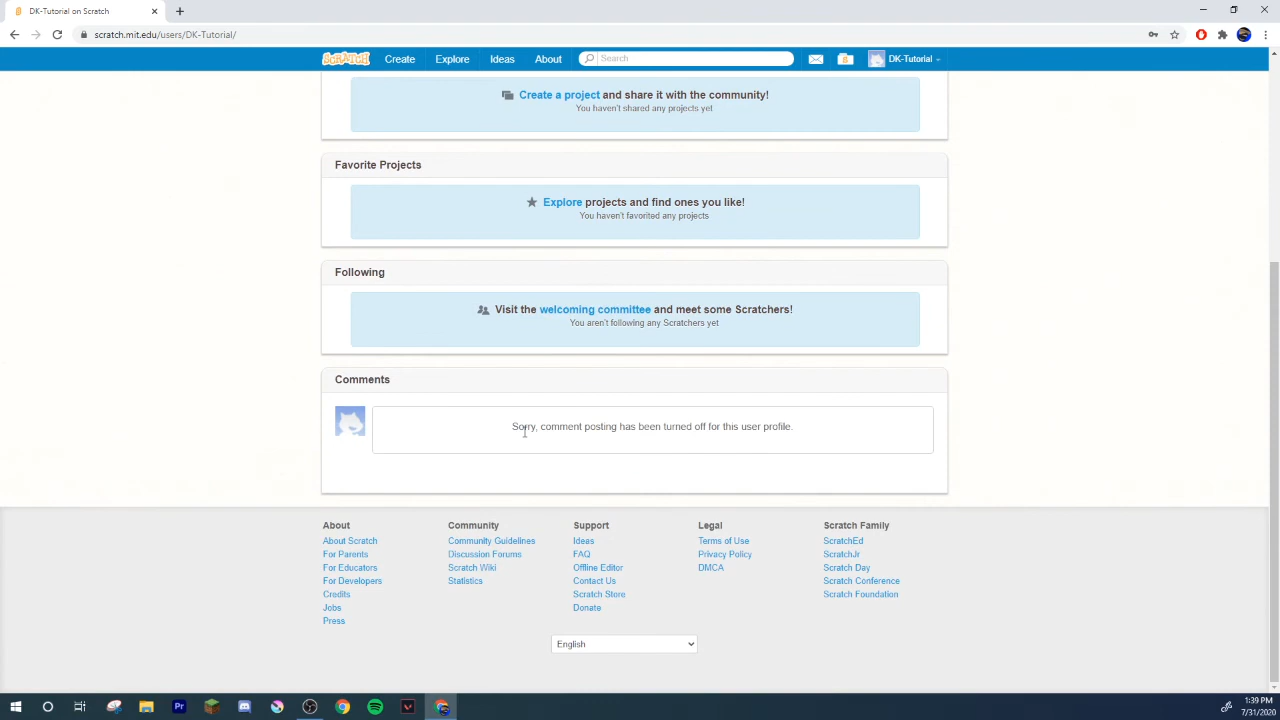 DK-Tutorial on Scratch
scratch.mit.edu/users/DK-Tutorial/
SCRATCH Create Explore Ideas About Search DK-Tutorial
Create a project and share it with the community!
You haven't shared any projects yet
Favorite Projects
Explore projects and find ones you like!
You haven't favorited any projects
Following
Visit the welcoming committee and meet some Scratchers!
You aren't following any Scratchers yet
Comments
Sorry, comment posting has been turned off for this user profile.
About Community Support Legal Scratch Family
About Scratch Community Guidelines Ideas Terms of Use ScratchEd
For Parents Discussion Forums FAQ Privacy Policy ScratchJr
For Educators Scratch Wiki Offline Editor DMCA Scratch Day
For Developers Statistics Contact Us Scratch Conference
Credits Scratch Store Scratch Foundation
Jobs Donate
Press
English
Pr
1:39 PM
7/31/2020